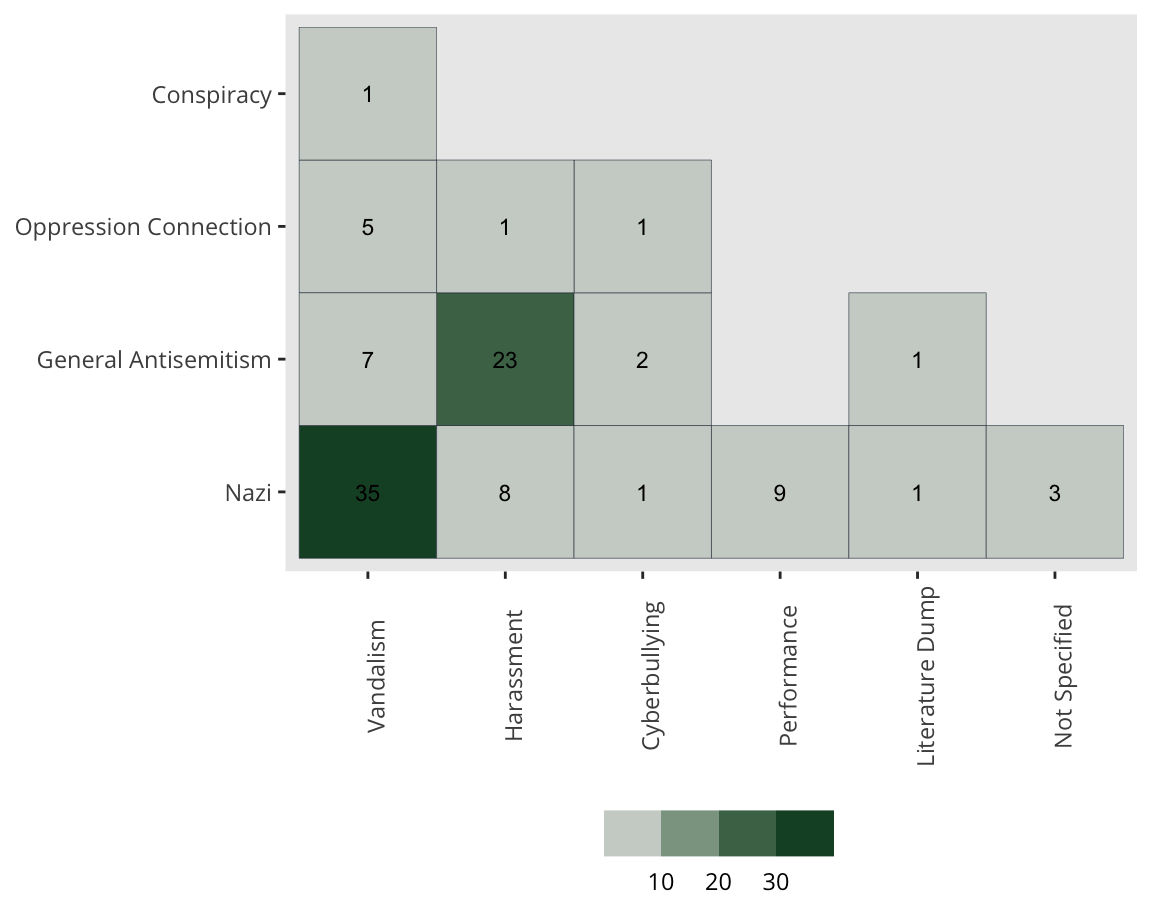 Conspiracy 1
Oppression Connection 5 1 1
General Antisemitism 7 23 2 1
Nazi 35 8 1 9 1 3
Vandalism
Harassment
Cyberbullying
Performance
Literature Dump
Not Specified
10 20 30